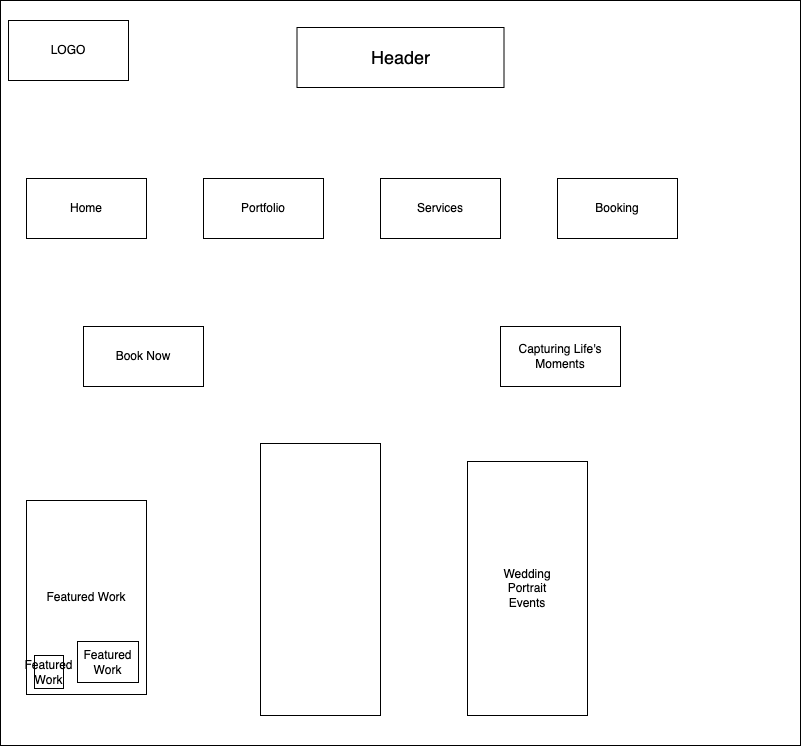 LOGO
Header
Home
Portfolio
Services
Booking
Book Now
Capturing Life's
Moments
Featured Work
Featured
Work
Featured
Work
Wedding
Portrait
Events